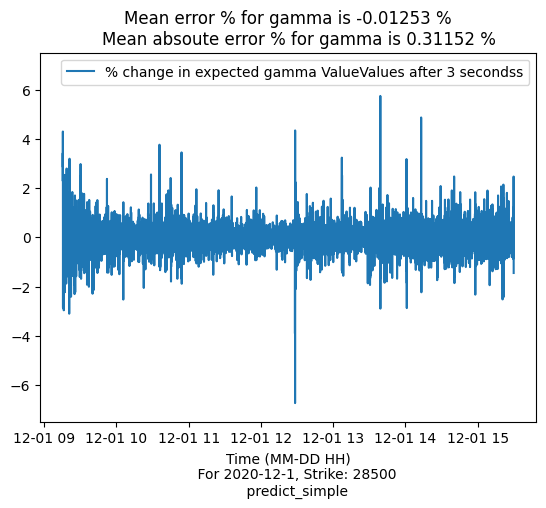 Mean error % for gamma is -0.01253 %
Mean absoute error % for gamma is 0.31152 %
% change in expected gamma ValueValues after 3 secondss
6
4
2
0
−2
−4
−6
12-01 09 12-01 10 12-01 11 12-01 12 12-01 13 12-01 14 12-01 15
Time (MM-DD HH)
For 2020-12-1, Strike: 28500
predict_simple